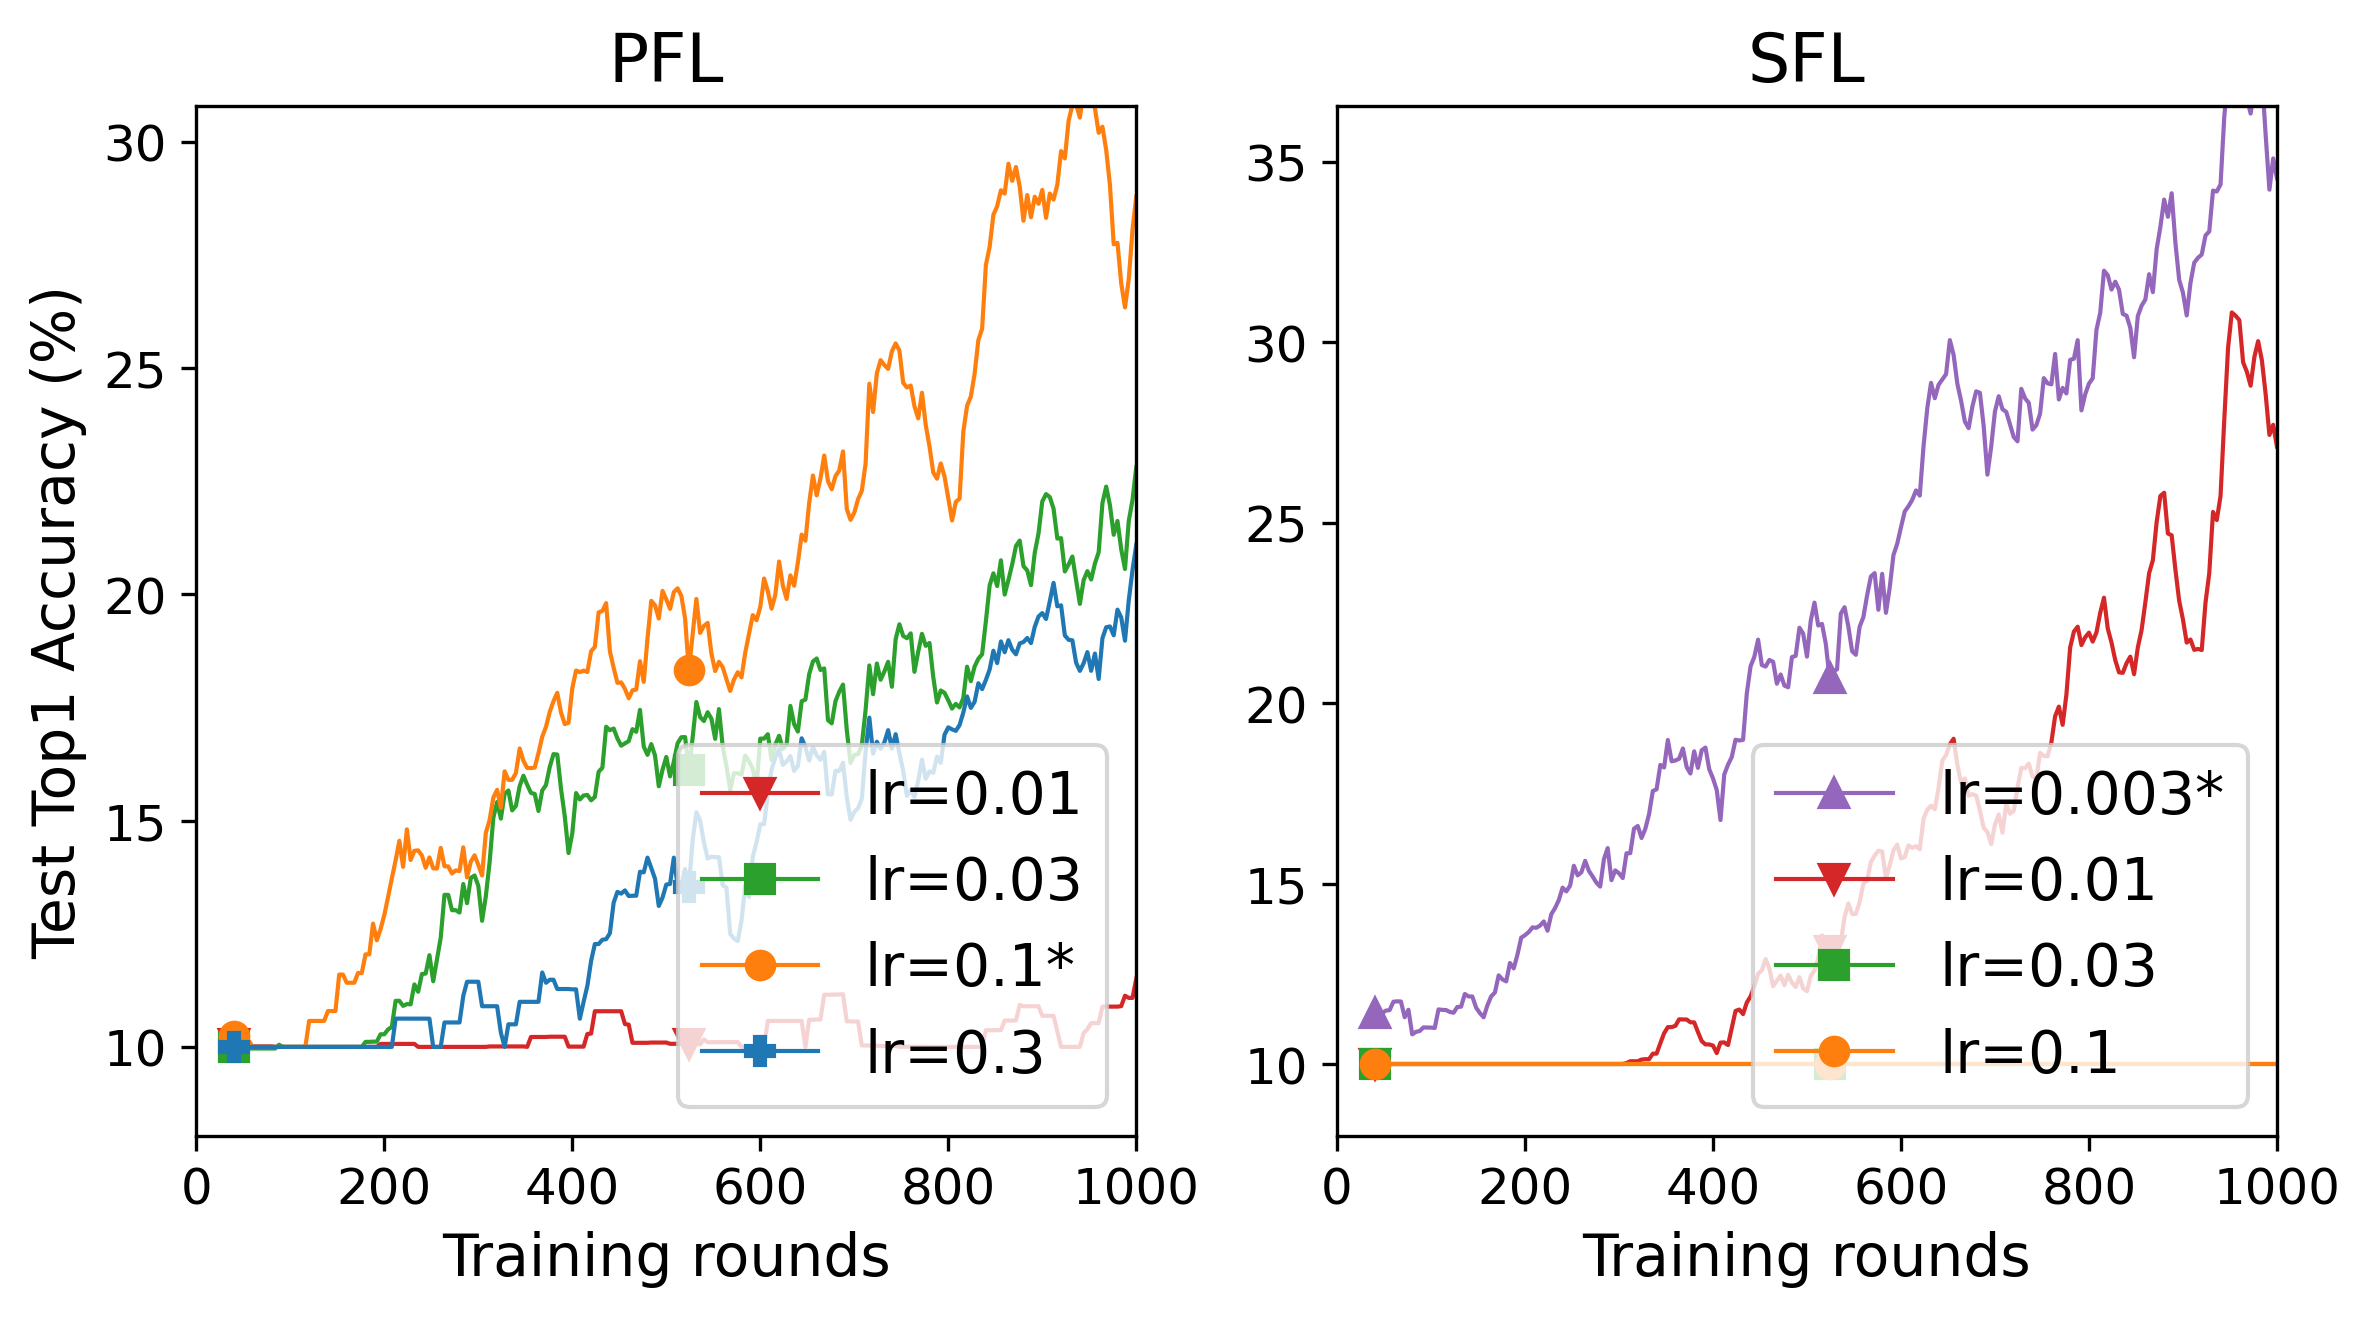 PFL
Test Top1 Accuracy (%)
30
25
20
15
10
0 200 400 600 800 1000
Training rounds
lr=0.01
lr=0.03
lr=0.1*
lr=0.3
SFL
35
30
25
20
15
10
0 200 400 600 800 1000
Training rounds
lr=0.003*
lr=0.01
lr=0.03
lr=0.1